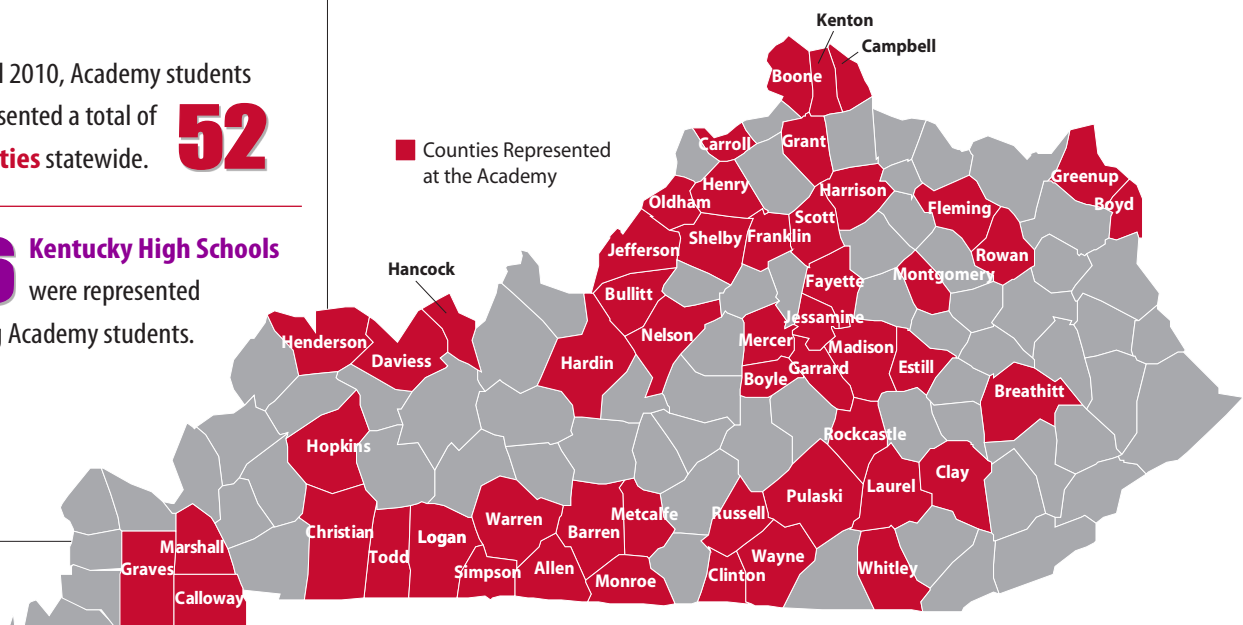 2010, Academy students
sented a total of
52
ties statewide.
Kentucky High Schools
were represented
Academy students.
Counties Represented
at the Academy
Kenton
Campbell
Boone
Carroll
Grant
Greenup
Henry
Harrison
Oldham
Boyd
Fleming
Scott
Shelby
Franklin
Jefferson
Rowan
Hancock
Montgomery
Fayette
Bullitt
Jessamine
Nelson
Henderson
Mercer
Madison
Daviess
Hardin
Garrard
Estill
Boyle
Breathitt
Rockcastle
Hopkins
Clay
Laurel
Pulaski
Metcalfe
Russell
Warren
Christian
Barren
Logan
Marshall
Todd
Wayne
Graves
Simpson
Allen
Clinton
Whitley
Monroe
Calloway